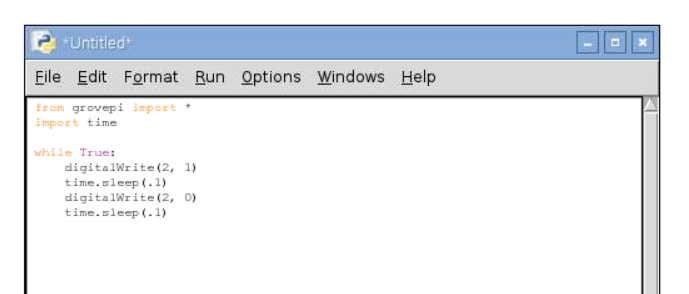 *Untitled*
File Edit Format Run Options Windows Help
from grovepi import *
import time

while True:
    digitalWrite(2, 1)
    time.sleep(.1)
    digitalWrite(2, 0)
    time.sleep(.1)